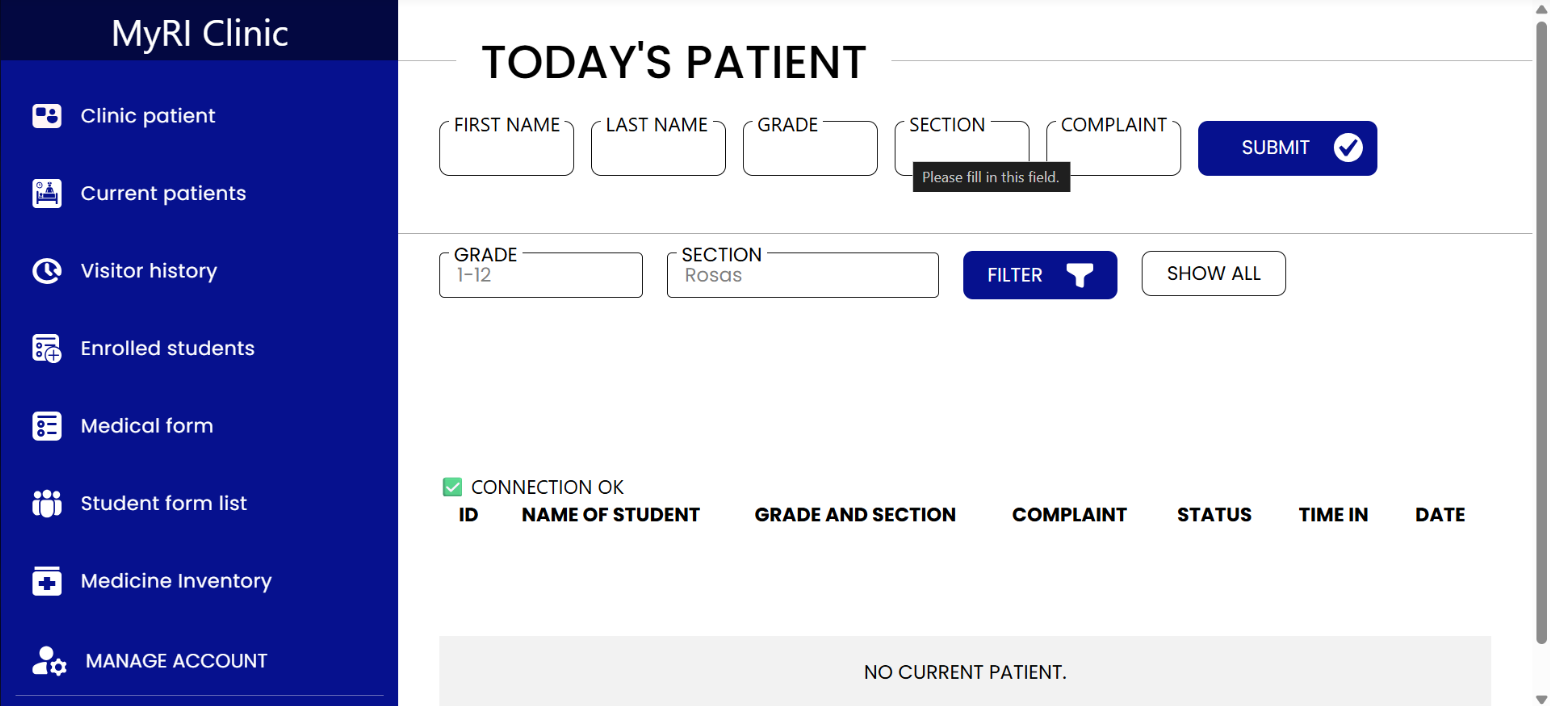 MyRI Clinic
Clinic patient
Current patients
Visitor history
Enrolled students
Medical form
Student form list
Medicine Inventory
MANAGE ACCOUNT
TODAY'S PATIENT
FIRST NAME LAST NAME GRADE SECTION COMPLAINT
SUBMIT
Please fill in this field.
GRADE SECTION
1-12 Rosas FILTER SHOW ALL
✅ CONNECTION OK
ID NAME OF STUDENT GRADE AND SECTION COMPLAINT STATUS TIME IN DATE
NO CURRENT PATIENT.